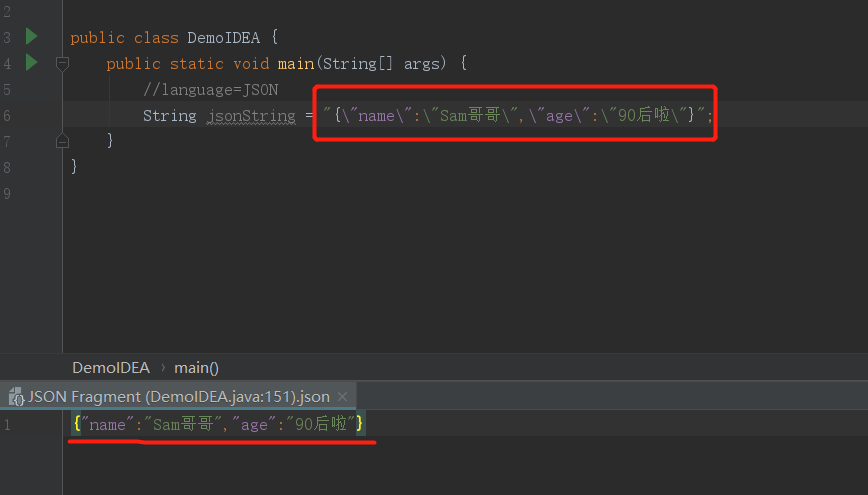 2
3 public class DemoIDEA {
4 public static void main(String[] args) {
5 //language=JSON
6 String jsonString = "{\"name\":\"Sam哥哥\",\"age\":\"90后啦\"}";
7 }
8 }
9
DemoIDEA › main()
JSON Fragment (DemoIDEA.java:151).json ×
1 {"name":"Sam哥哥","age":"90后啦"}